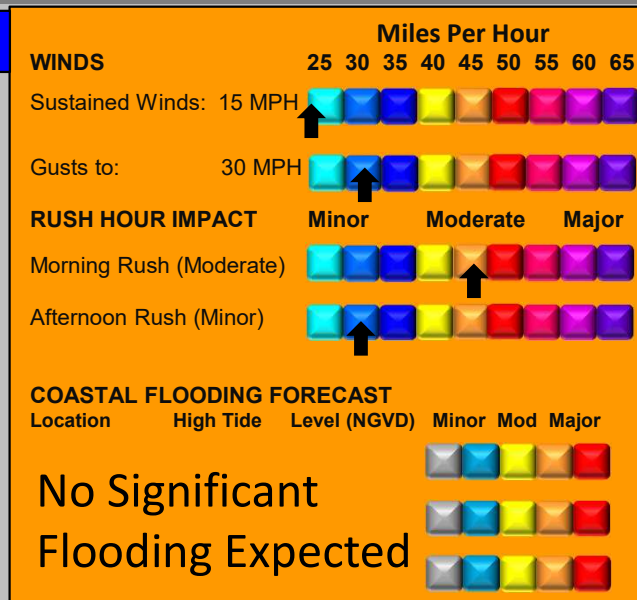 Miles Per Hour
WINDS 25 30 35 40 45 50 55 60 65
Sustained Winds: 15 MPH
Gusts to: 30 MPH
RUSH HOUR IMPACT Minor Moderate Major
Morning Rush (Moderate)
Afternoon Rush (Minor)
COASTAL FLOODING FORECAST
Location High Tide Level (NGVD) Minor Mod Major
No Significant
Flooding Expected